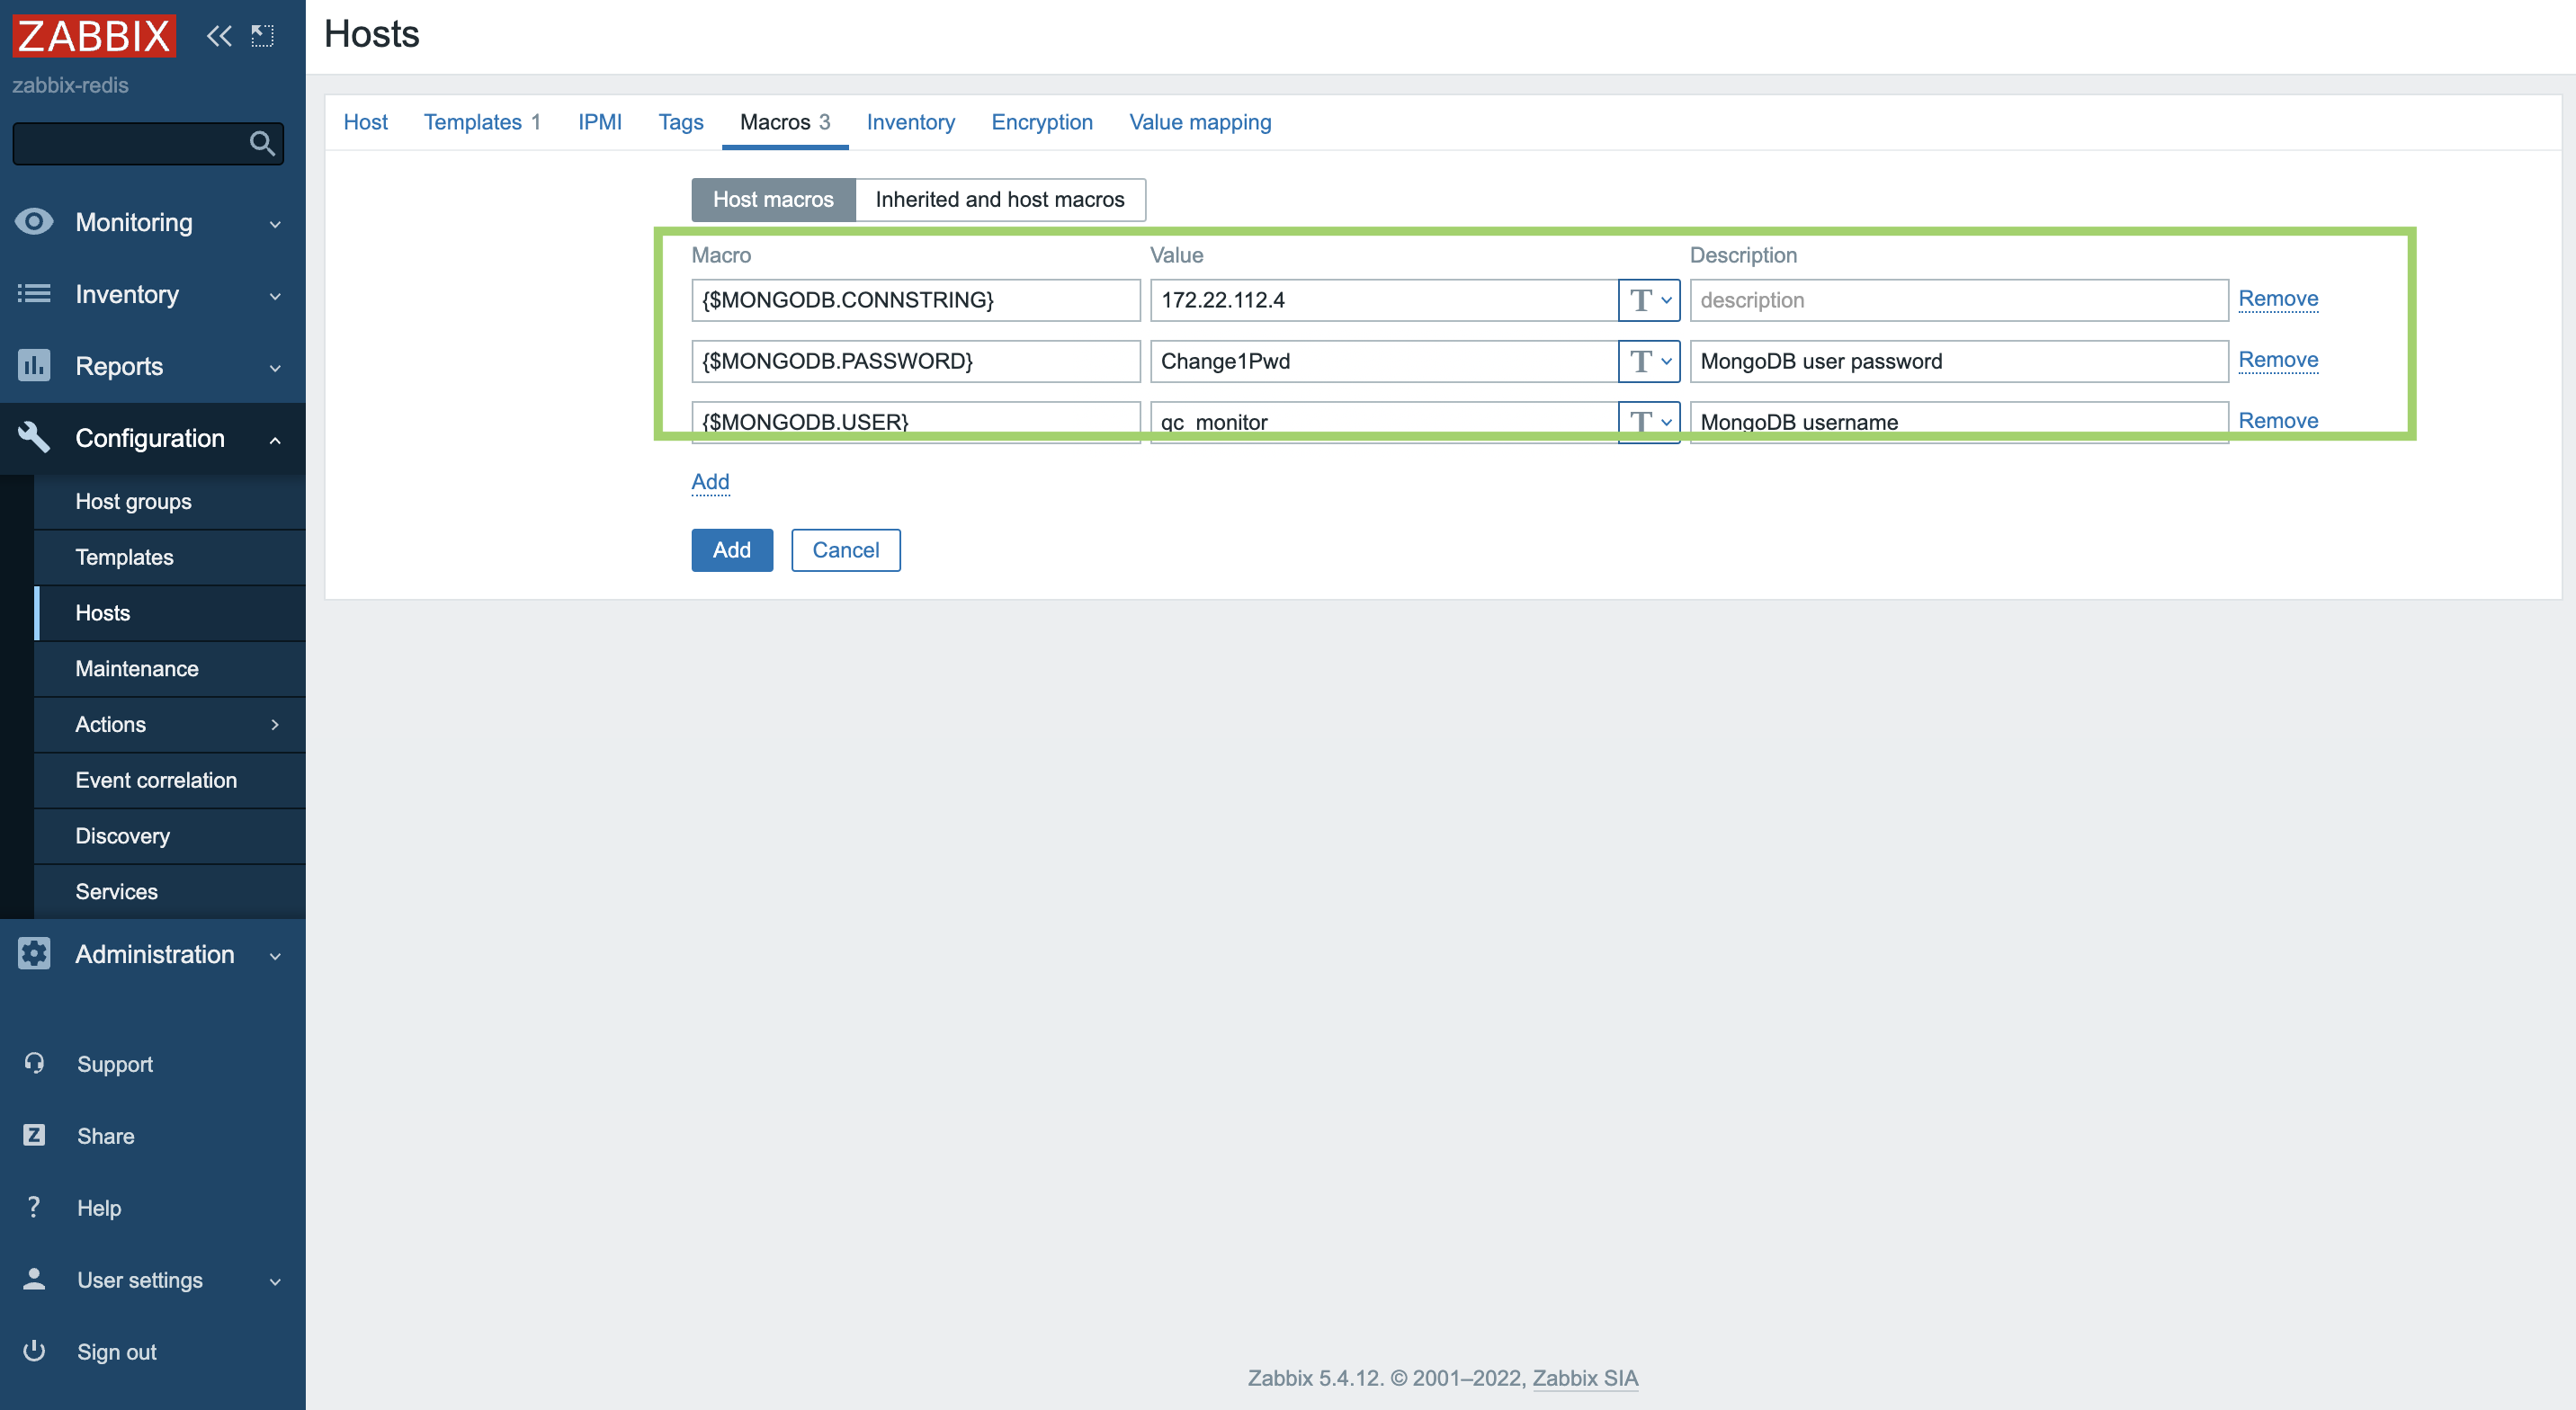 ZABBIX
zabbix-redis
Monitoring
Inventory
Reports
Configuration
Host groups
Templates
Hosts
Maintenance
Actions
Event correlation
Discovery
Services
Administration
Support
Z Share
? Help
User settings
Sign out
Hosts
Host Templates 1 IPMI Tags Macros 3 Inventory Encryption Value mapping
Host macros Inherited and host macros
Macro Value Description
{$MONGODB.CONNSTRING} 172.22.112.4 T description Remove
{$MONGODB.PASSWORD} Change1Pwd T MongoDB user password Remove
{$MONGODB.USER} qc_monitor T MongoDB username Remove
Add
Add Cancel
Zabbix 5.4.12. © 2001–2022, Zabbix SIA